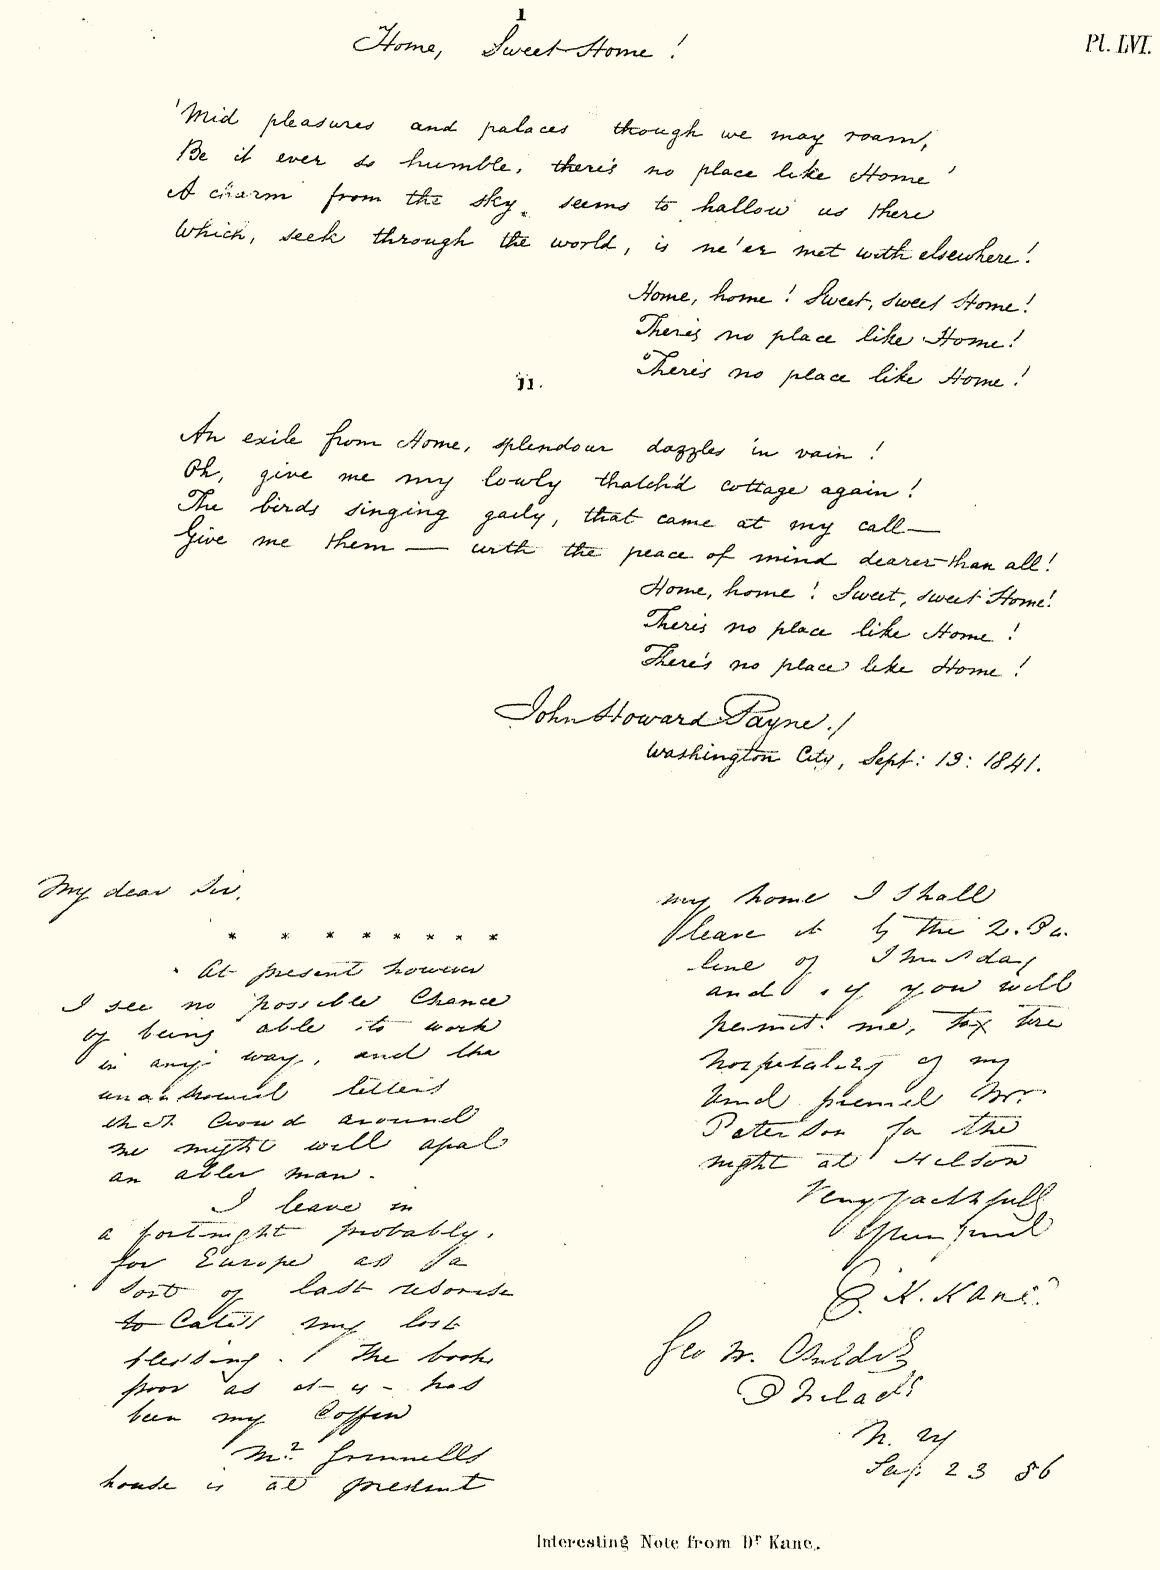 1
Home, Sweet Home!
Pl. LVI.
'Mid pleasures and palaces though we may roam,
Be it ever so humble, there's no place like Home!
A charm from the sky seems to hallow us there
Which, seek through the world, is ne'er met with elsewhere!
Home, home! Sweet, sweet Home!
There's no place like Home!
There's no place like Home!
II.
An exile from Home, splendour dazzles in vain!
Oh, give me my lowly thatch'd cottage again!
The birds singing gaily, that came at my call—
Give me them — with the peace of mind dearer than all!
Home, home! Sweet, sweet Home!
There's no place like Home!
There's no place like Home!
John Howard Payne./
Washington City, Sept: 13: 1841.
My dear Sir.
* * * * * * * *
At present however
I see no possible Chance
of being able to work
in any way, and the
letters
that Crowd around
me might well apal
an abler man.
I leave in
a fortnight probably,
for Europe as a
sort of last
to Catch my lost
blessing. The book
poor as it is - has
been my Coffin
Mr. Grinnells
house is at present
my home I shall
leave it by the 2. P.M.
line of Thursday
and if you will
permit me, tax the
hospitality of my
kind friend Mr.
Paterson for the
night at
Very faithfully
Your friend
E. K. Kane.
Geo W. Childs
Philada
N. Y
Sep. 23 56
Interesting Note from Dr Kane.